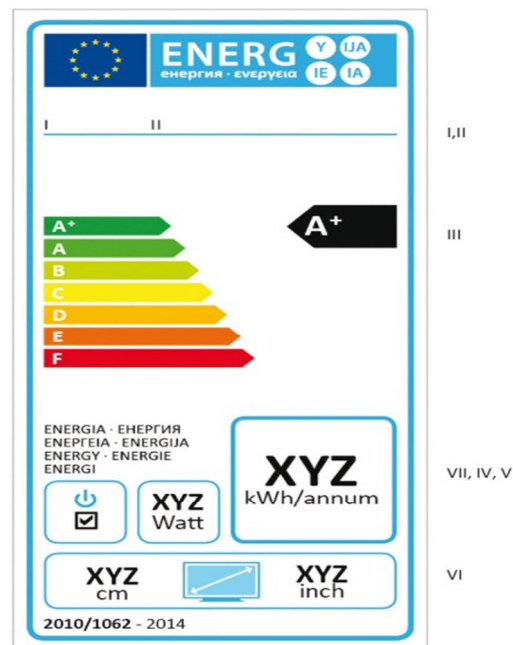 ENERG Y IJA
енергия · ενεργεια IE IA
I II
I,II
A⁺
III
A⁺
A
B
C
D
E
F
ENERGIA · ЕНЕРГИЯ
ΕΝΕΡΓΕΙΑ · ENERGIJA
ENERGY · ENERGIE
ENERGI
XYZ
Watt
XYZ
kWh/annum
VII, IV, V
XYZ
cm
XYZ
inch
VI
2010/1062 - 2014